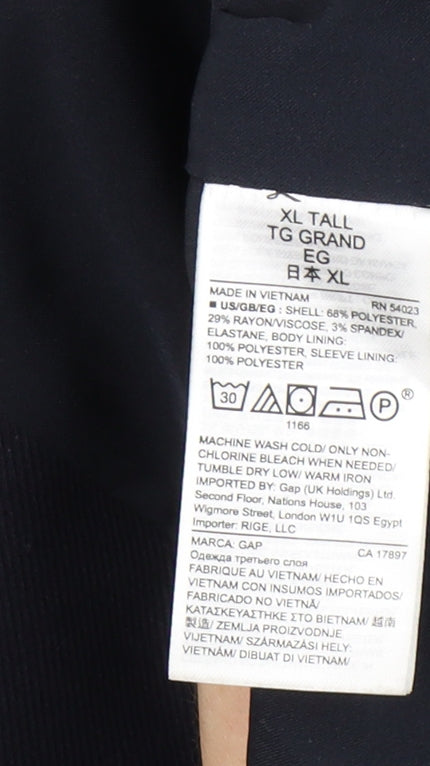 XL TALL
TG GRAND
EG
日本 XL
MADE IN VIETNAM RN 54023
■ US/GB/EG : SHELL: 68% POLYESTER,
29% RAYON/VISCOSE, 3% SPANDEX/
ELASTANE, BODY LINING:
100% POLYESTER, SLEEVE LINING:
100% POLYESTER
30 P ®
1166
MACHINE WASH COLD/ ONLY NON-
CHLORINE BLEACH WHEN NEEDED/
TUMBLE DRY LOW/ WARM IRON
IMPORTED BY: Gap (UK Holdings) Ltd.
Second Floor, Nations House, 103
Wigmore Street, London W1U 1QS Egypt
Importer: RIGE, LLC
MARCA: GAP CA 17897
Одежда третьего слоя
FABRIQUE AU VIETNAM/ HECHO EN
VIETNAM CON INSUMOS IMPORTADOS/
FABRICADO NO VIETNÃ/
ΚΑΤΑΣΚΕΥΑΣΤΗΚΕ ΣΤΟ ΒΙΕΤΝΑΜ/ 越南
製造/ ZEMLJA PROIZVODNJE
VIJETNAM/ SZÁRMAZÁSI HELY:
VIETNÁM/ DIBUAT DI VIETNAM/